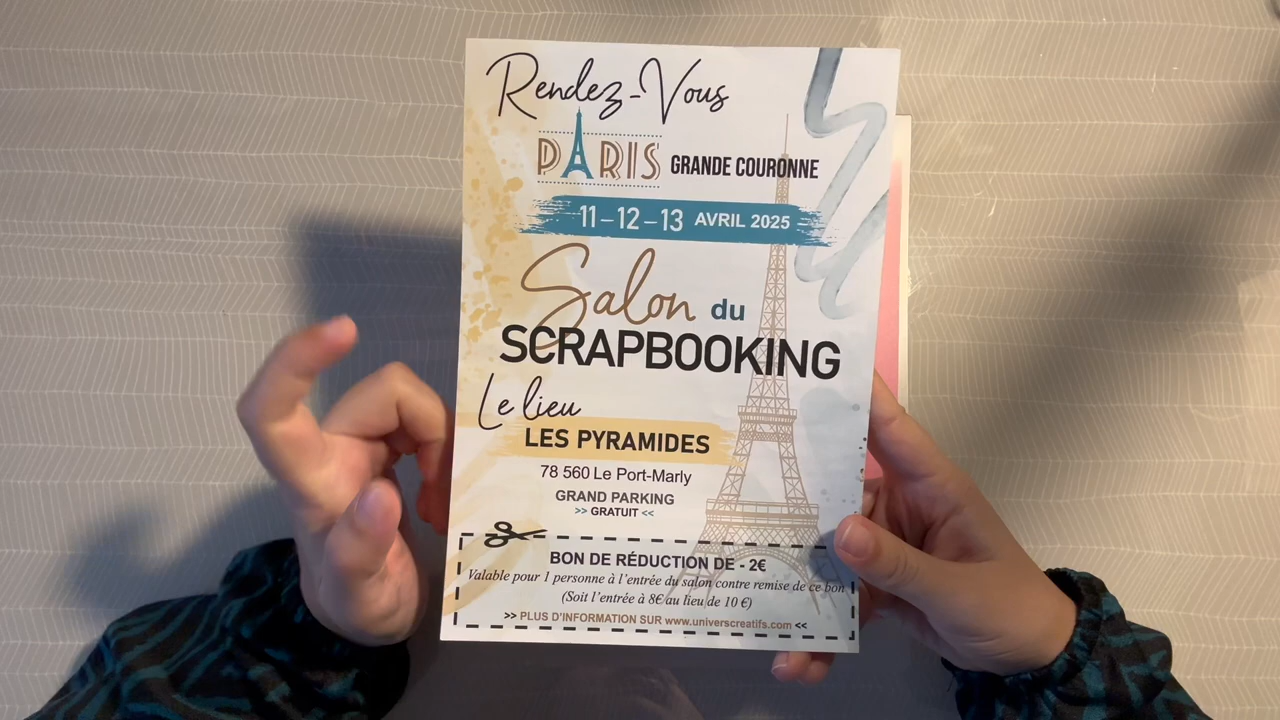 Rendez-Vous
PARIS GRANDE COURONNE
11-12-13 AVRIL 2025
Salon du
SCRAPBOOKING
Le lieu
LES PYRAMIDES
78 560 Le Port-Marly
GRAND PARKING
>> GRATUIT <<
BON DE RÉDUCTION DE - 2€
Valable pour 1 personne à l'entrée du salon contre remise de ce bon
(Soit l'entrée à 8€ au lieu de 10 €)
>> PLUS D'INFORMATION SUR www.universcreatifs.com <<